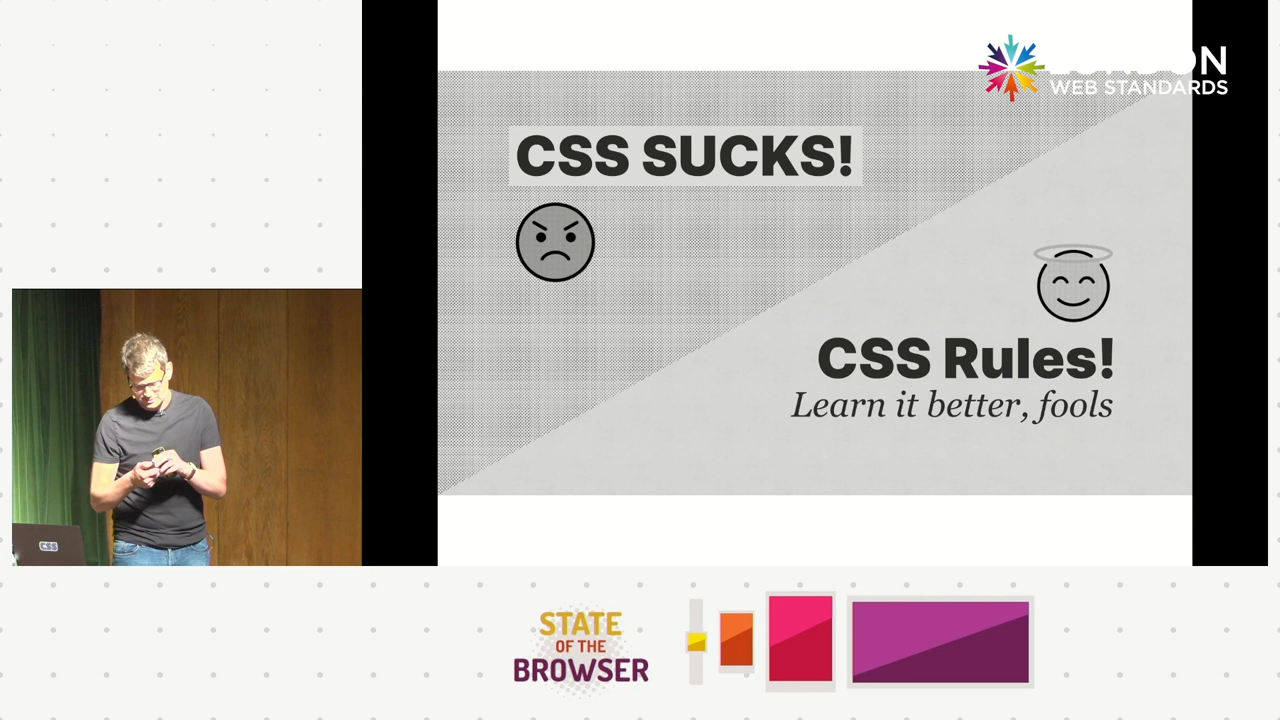 WEB STANDARDS
CSS SUCKS!
CSS Rules!
Learn it better, fools
CSS
STATE
OF THE
BROWSER